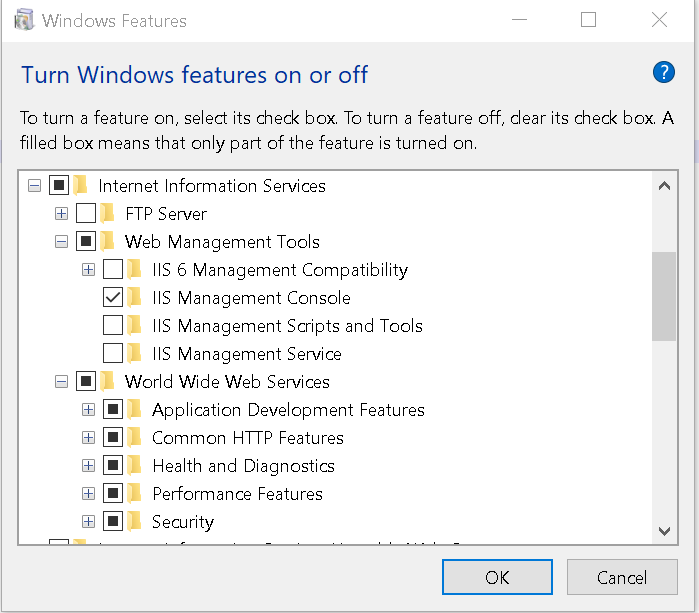 Windows Features
Turn Windows features on or off
?
To turn a feature on, select its check box. To turn a feature off, clear its check box. A
filled box means that only part of the feature is turned on.
Internet Information Services
FTP Server
Web Management Tools
IIS 6 Management Compatibility
IIS Management Console
IIS Management Scripts and Tools
IIS Management Service
World Wide Web Services
Application Development Features
Common HTTP Features
Health and Diagnostics
Performance Features
Security
OK
Cancel